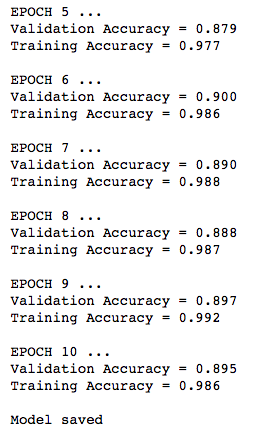 EPOCH 5 ...
Validation Accuracy = 0.879
Training Accuracy = 0.977
EPOCH 6 ...
Validation Accuracy = 0.900
Training Accuracy = 0.986
EPOCH 7 ...
Validation Accuracy = 0.890
Training Accuracy = 0.988
EPOCH 8 ...
Validation Accuracy = 0.888
Training Accuracy = 0.987
EPOCH 9 ...
Validation Accuracy = 0.897
Training Accuracy = 0.992
EPOCH 10 ...
Validation Accuracy = 0.895
Training Accuracy = 0.986
Model saved